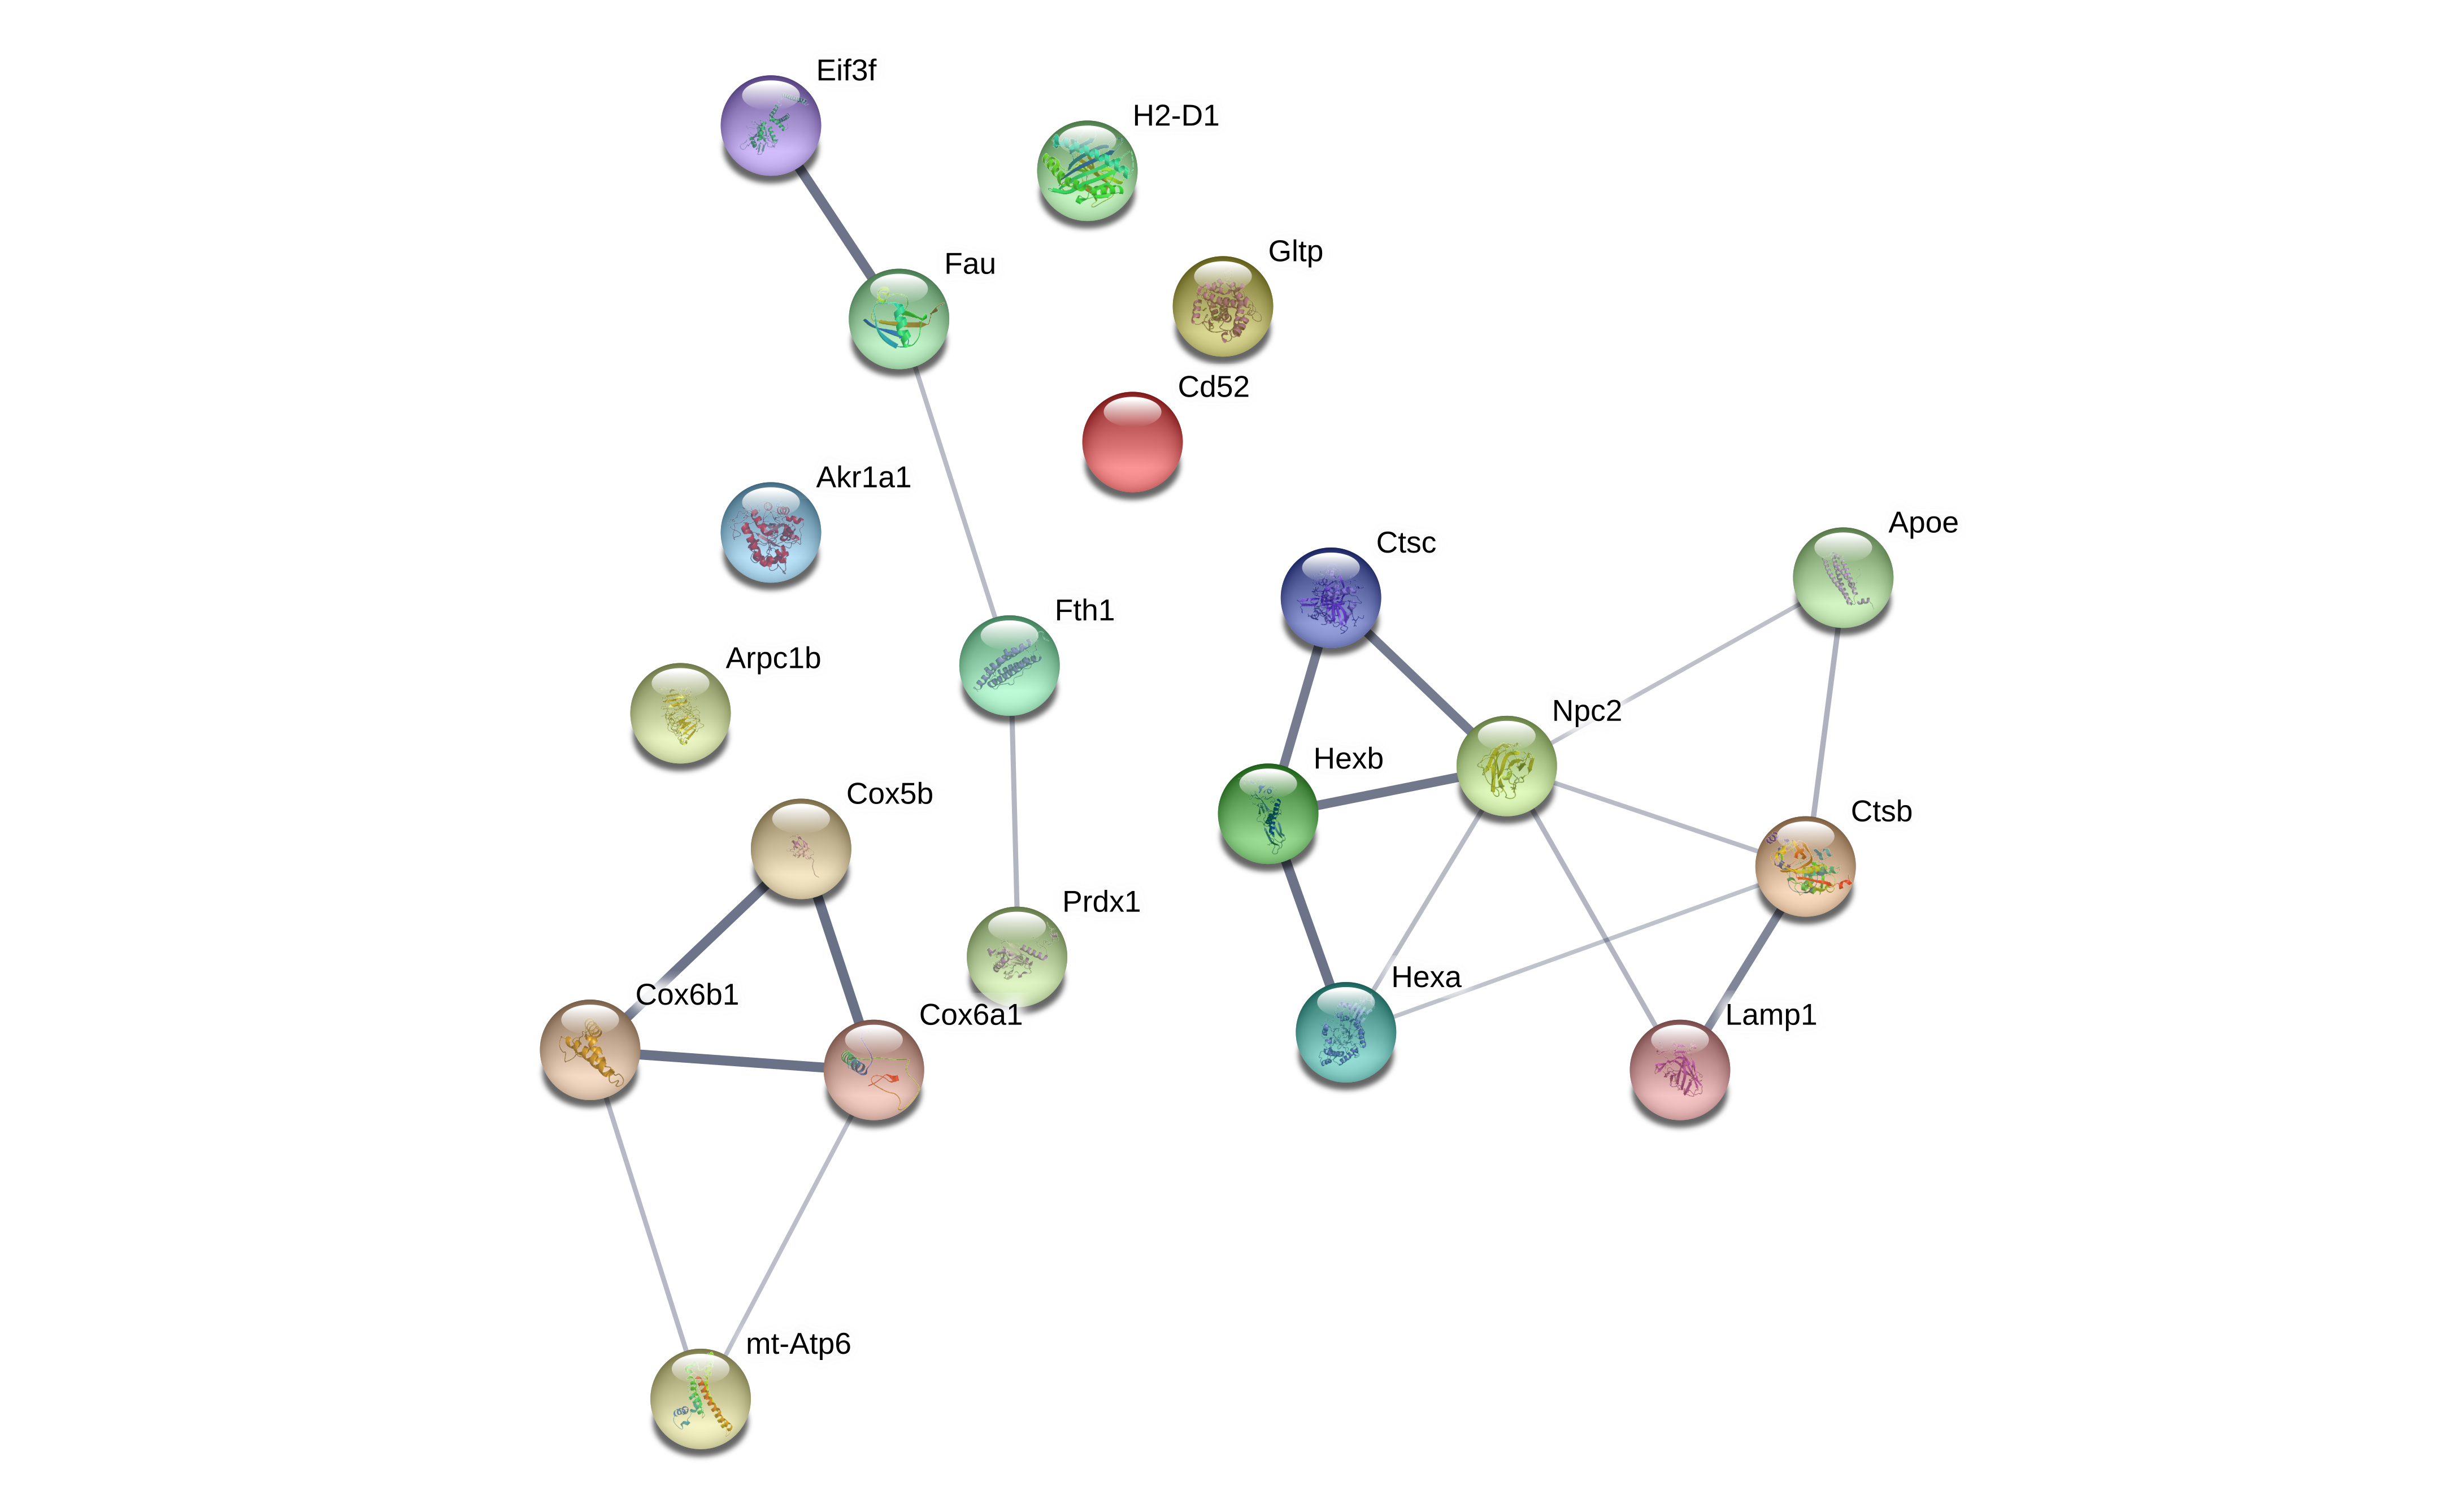 Eif3f
H2-D1
Gltp
Fau
Cd52
Akr1a1
Apoe
Ctsc
Fth1
Arpc1b
Npc2
Hexb
Cox5b
Ctsb
Prdx1
Hexa
Cox6b1
Cox6a1
Lamp1
mt-Atp6